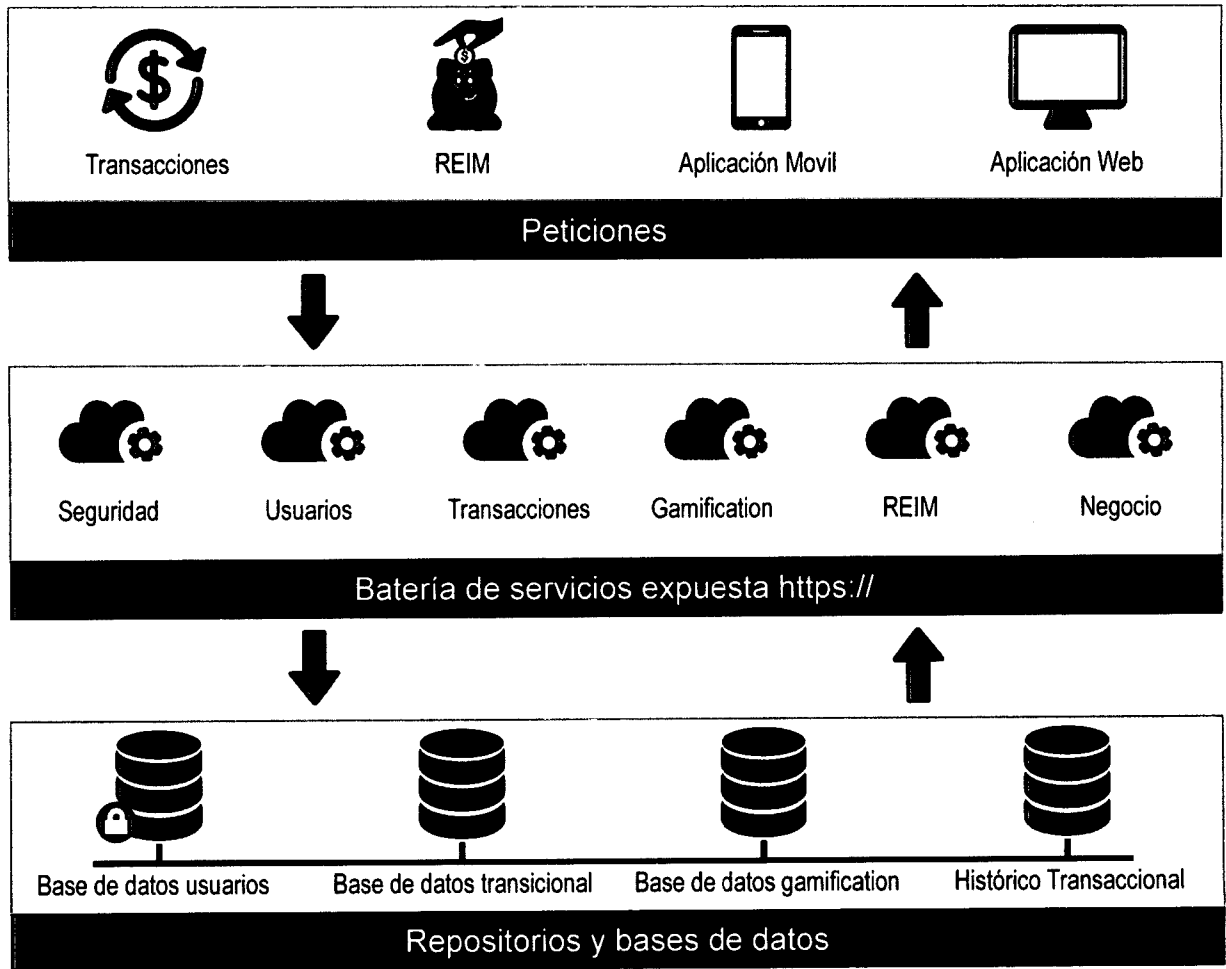 Transacciones
REIM
Aplicación Movil
Aplicación Web
Peticiones
Seguridad
Usuarios
Transacciones
Gamification
REIM
Negocio
Batería de servicios expuesta https://
Base de datos usuarios
Base de datos transicional
Base de datos gamification
Histórico Transaccional
Repositorios y bases de datos